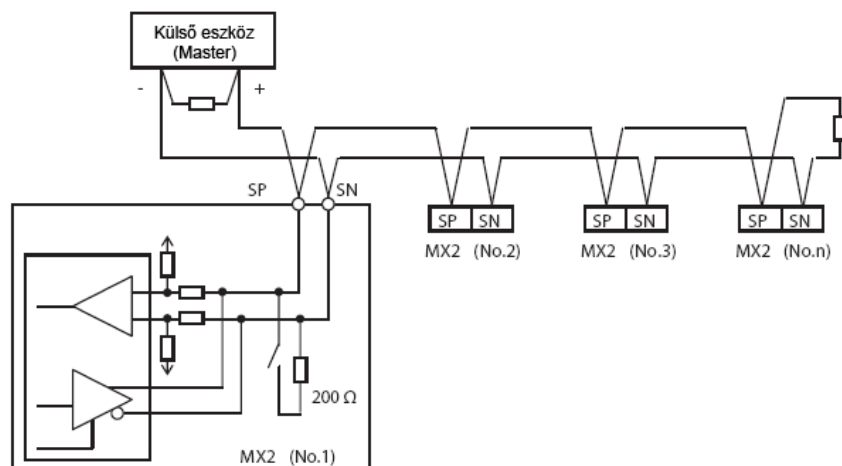 Külső eszköz
(Master)
- +
SP SN
SP SN
MX2 (No.2)
SP SN
MX2 (No.3)
SP SN
MX2 (No.n)
200 Ω
MX2 (No.1)